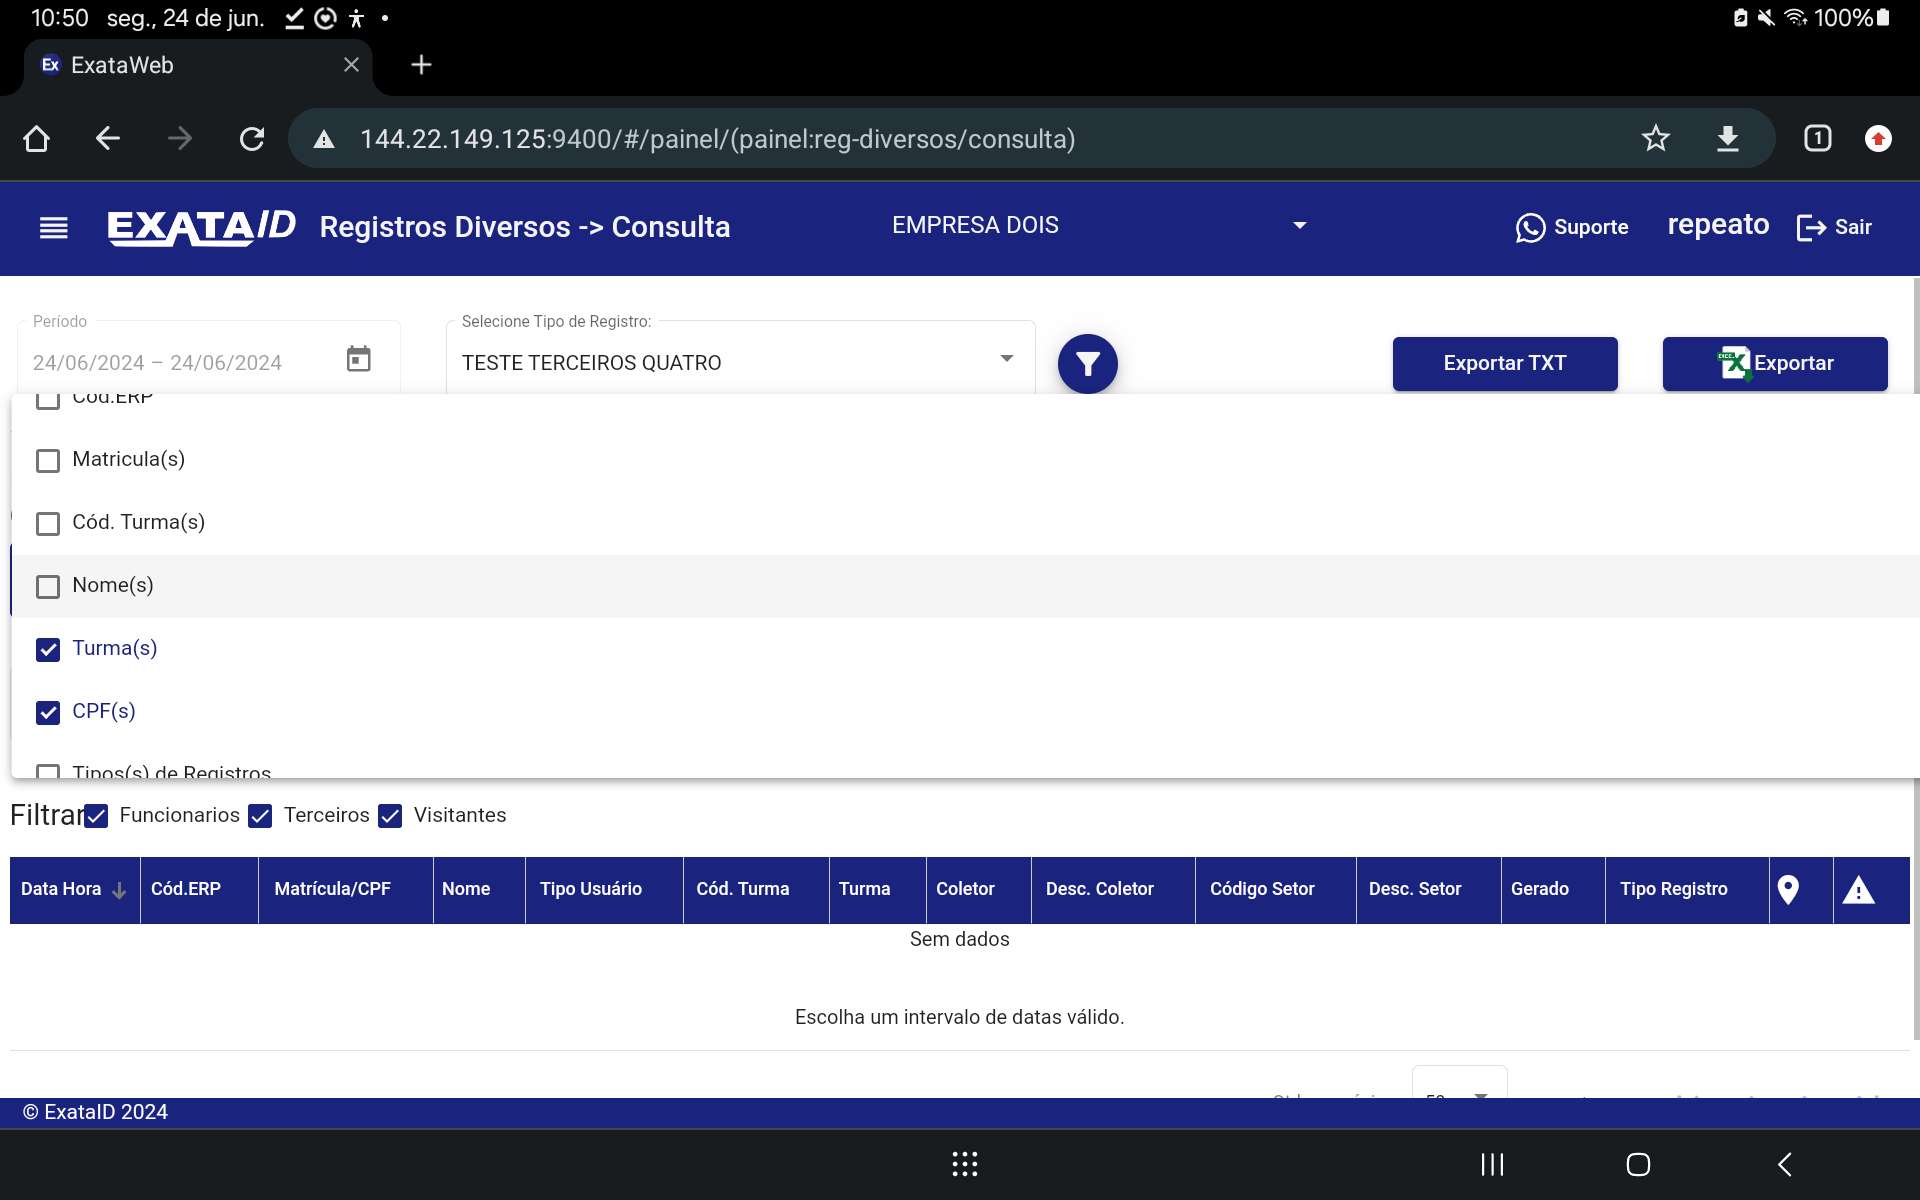 10:50 seg., 24 de jun. 100%
Ex ExataWeb
144.22.149.125:9400/#/painel/(painel:reg-diversos/consulta) 1
EXATAID Registros Diversos -> Consulta EMPRESA DOIS Suporte repeato Sair
Período Selecione Tipo de Registro:
24/06/2024 – 24/06/2024 TESTE TERCEIROS QUATRO Exportar TXT Exportar
Cód.ERP
Matricula(s)
Cód. Turma(s)
Nome(s)
Turma(s)
CPF(s)
Tipos(s) de Registros
Filtrar Funcionarios Terceiros Visitantes
Data Hora Cód.ERP Matrícula/CPF Nome Tipo Usuário Cód. Turma Turma Coletor Desc. Coletor Código Setor Desc. Setor Gerado Tipo Registro
Sem dados
Escolha um intervalo de datas válido.
© ExataID 2024